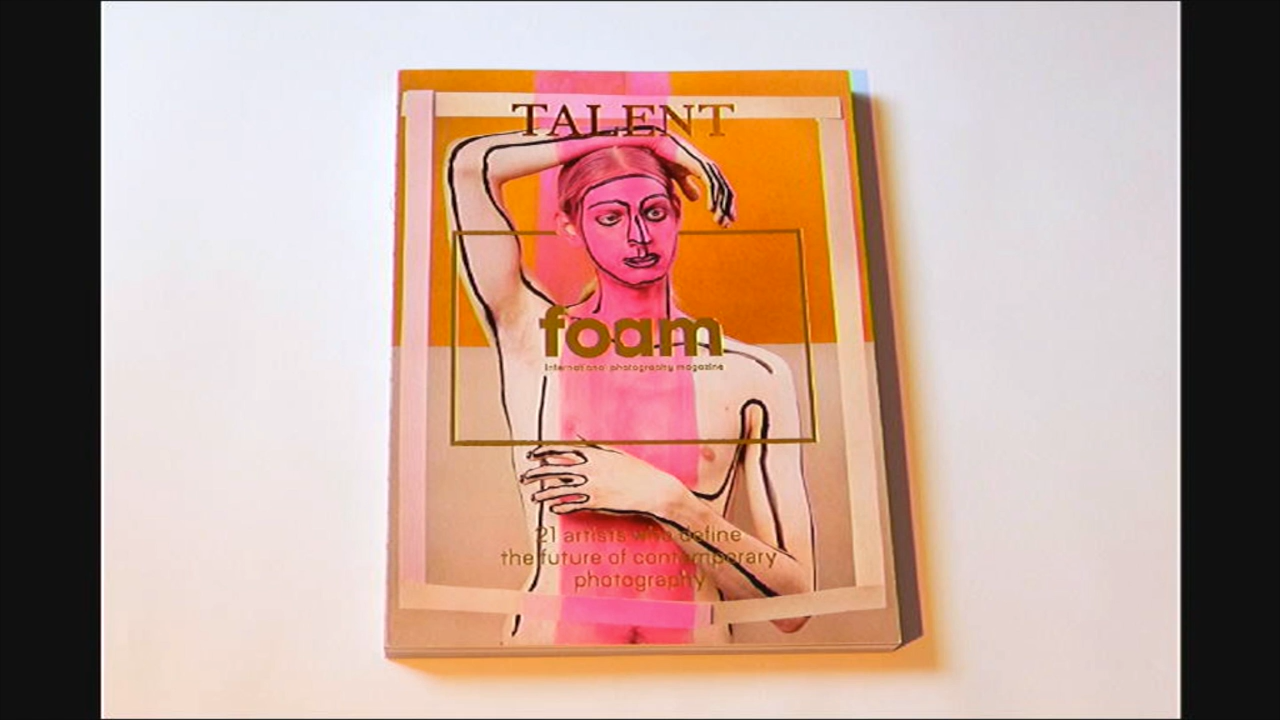 TALENT
foam
international photography magazine
21 artists who define
the future of contemporary
photography